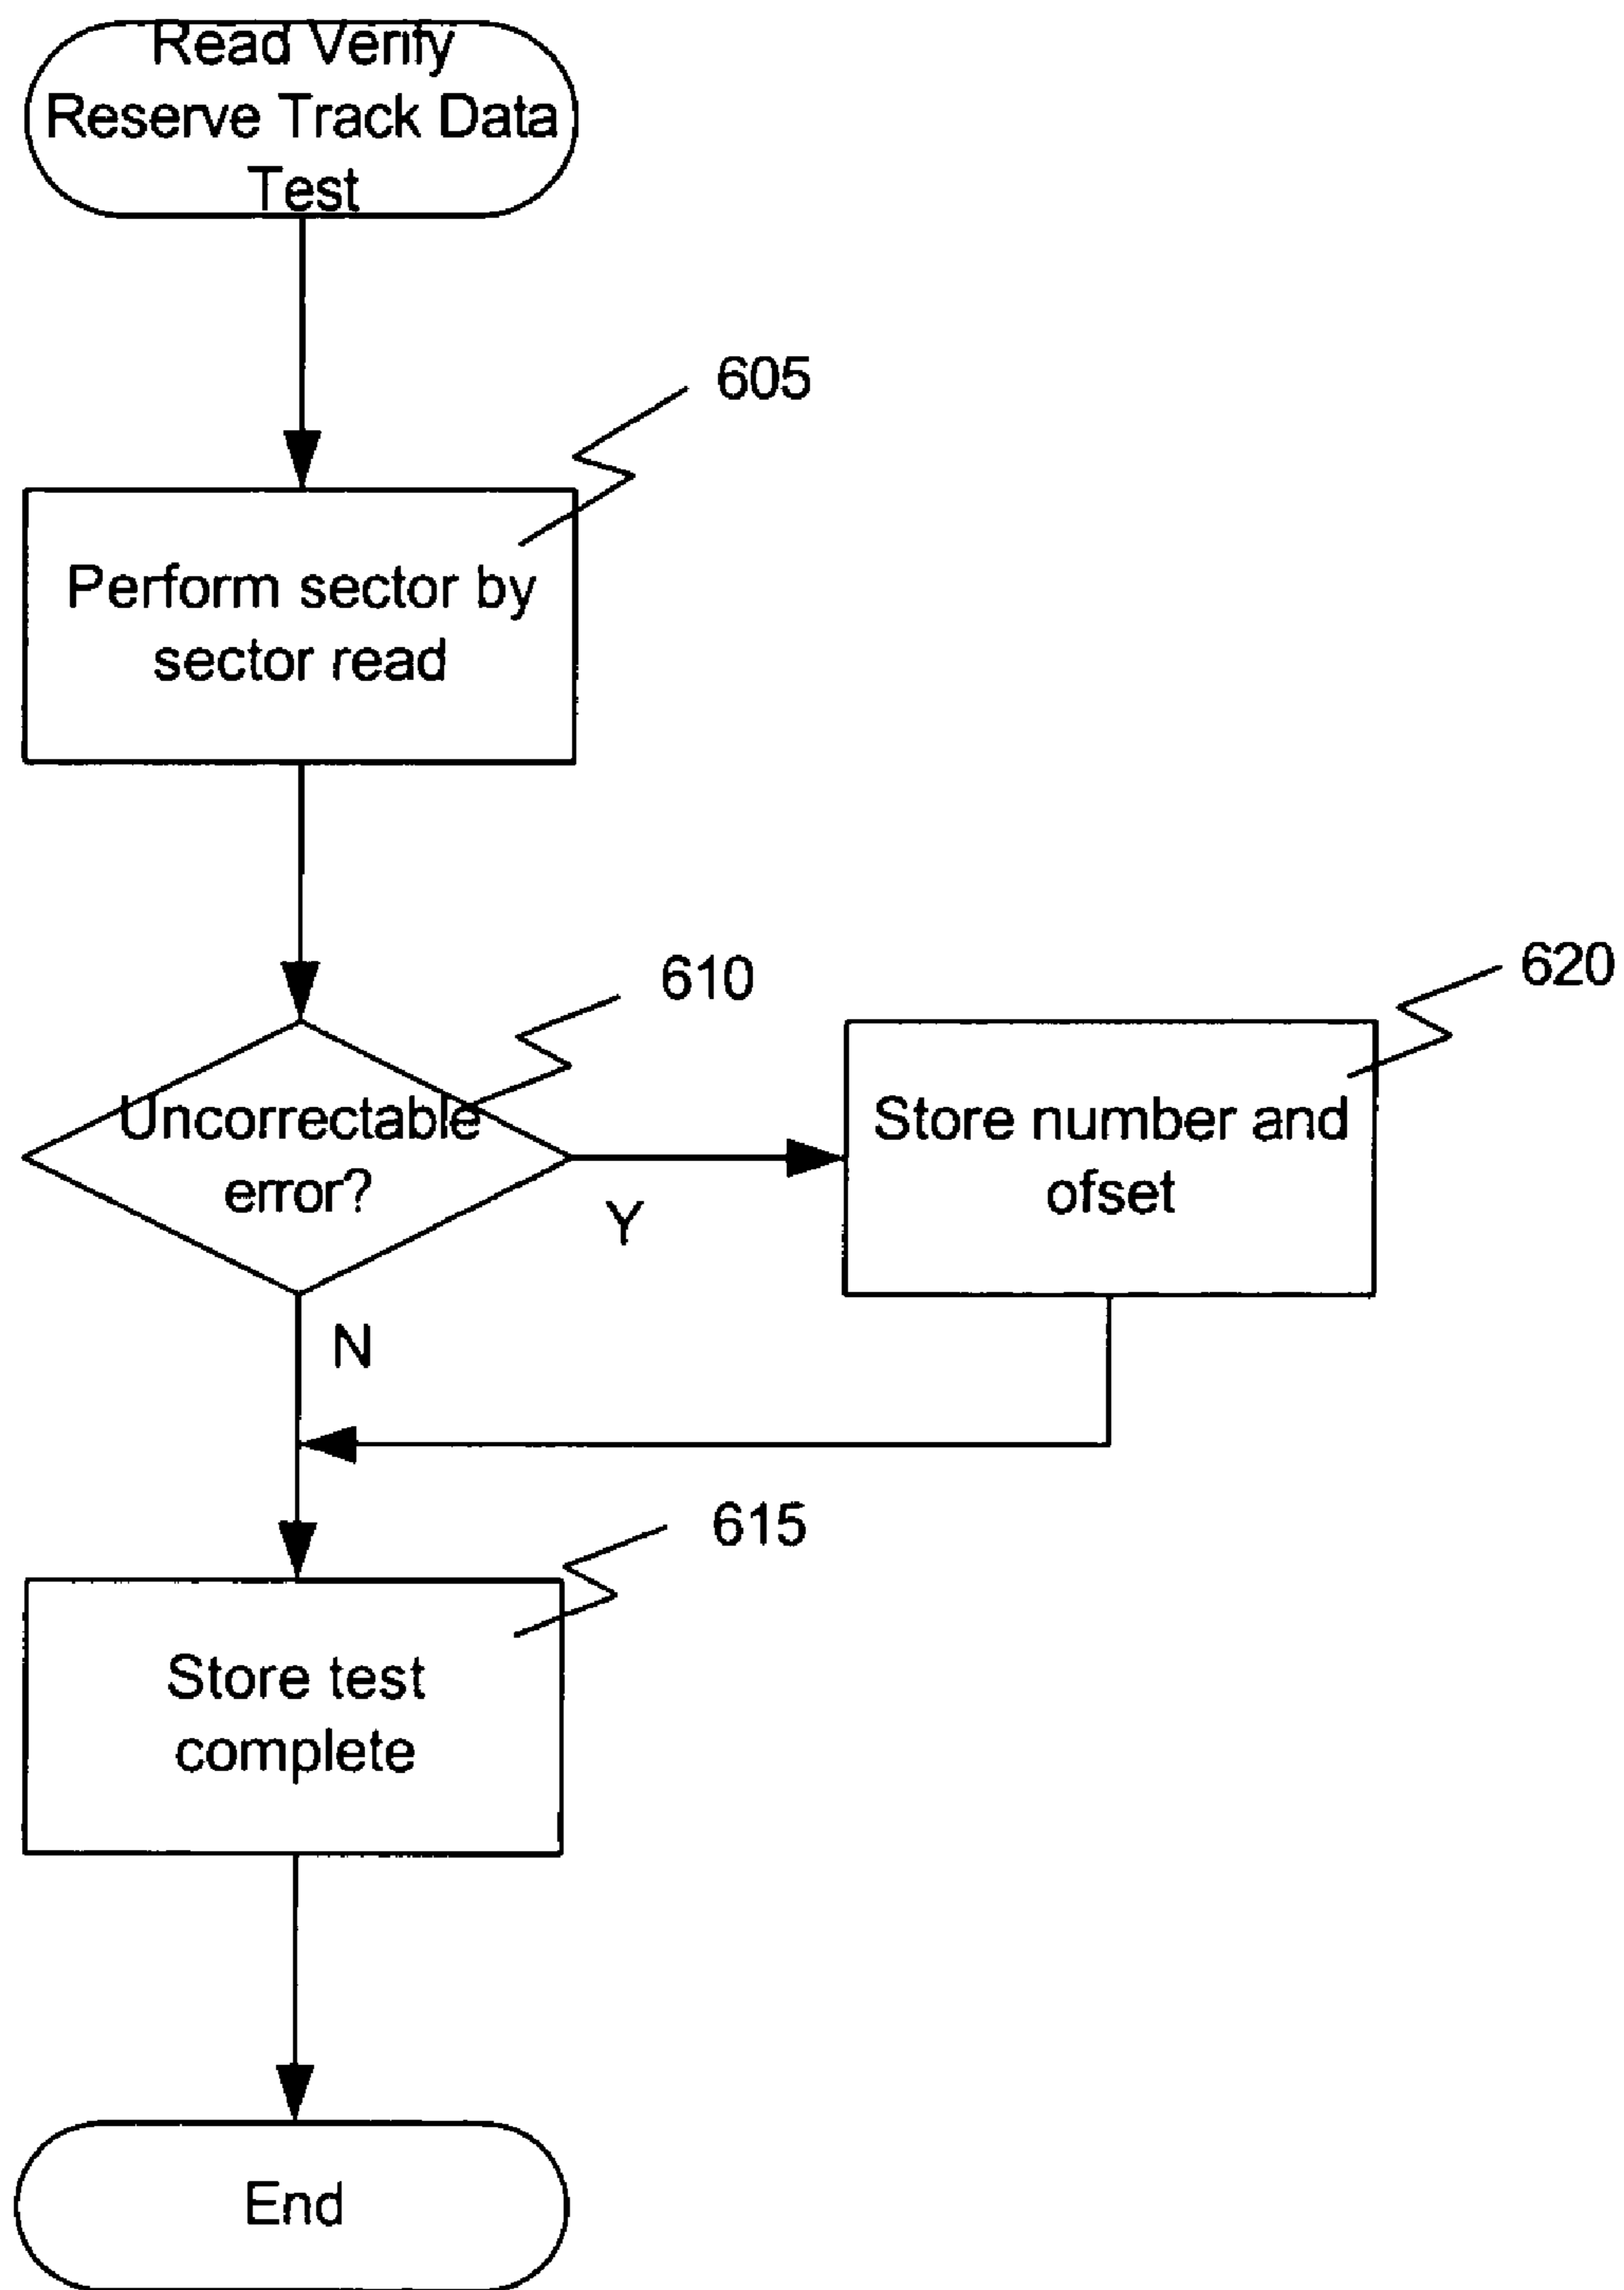 Read Verify
Reserve Track Data
Test
605
Perform sector by
sector read
610
620
Uncorrectable
error?
Store number and
ofset
Y
N
615
Store test
complete
End